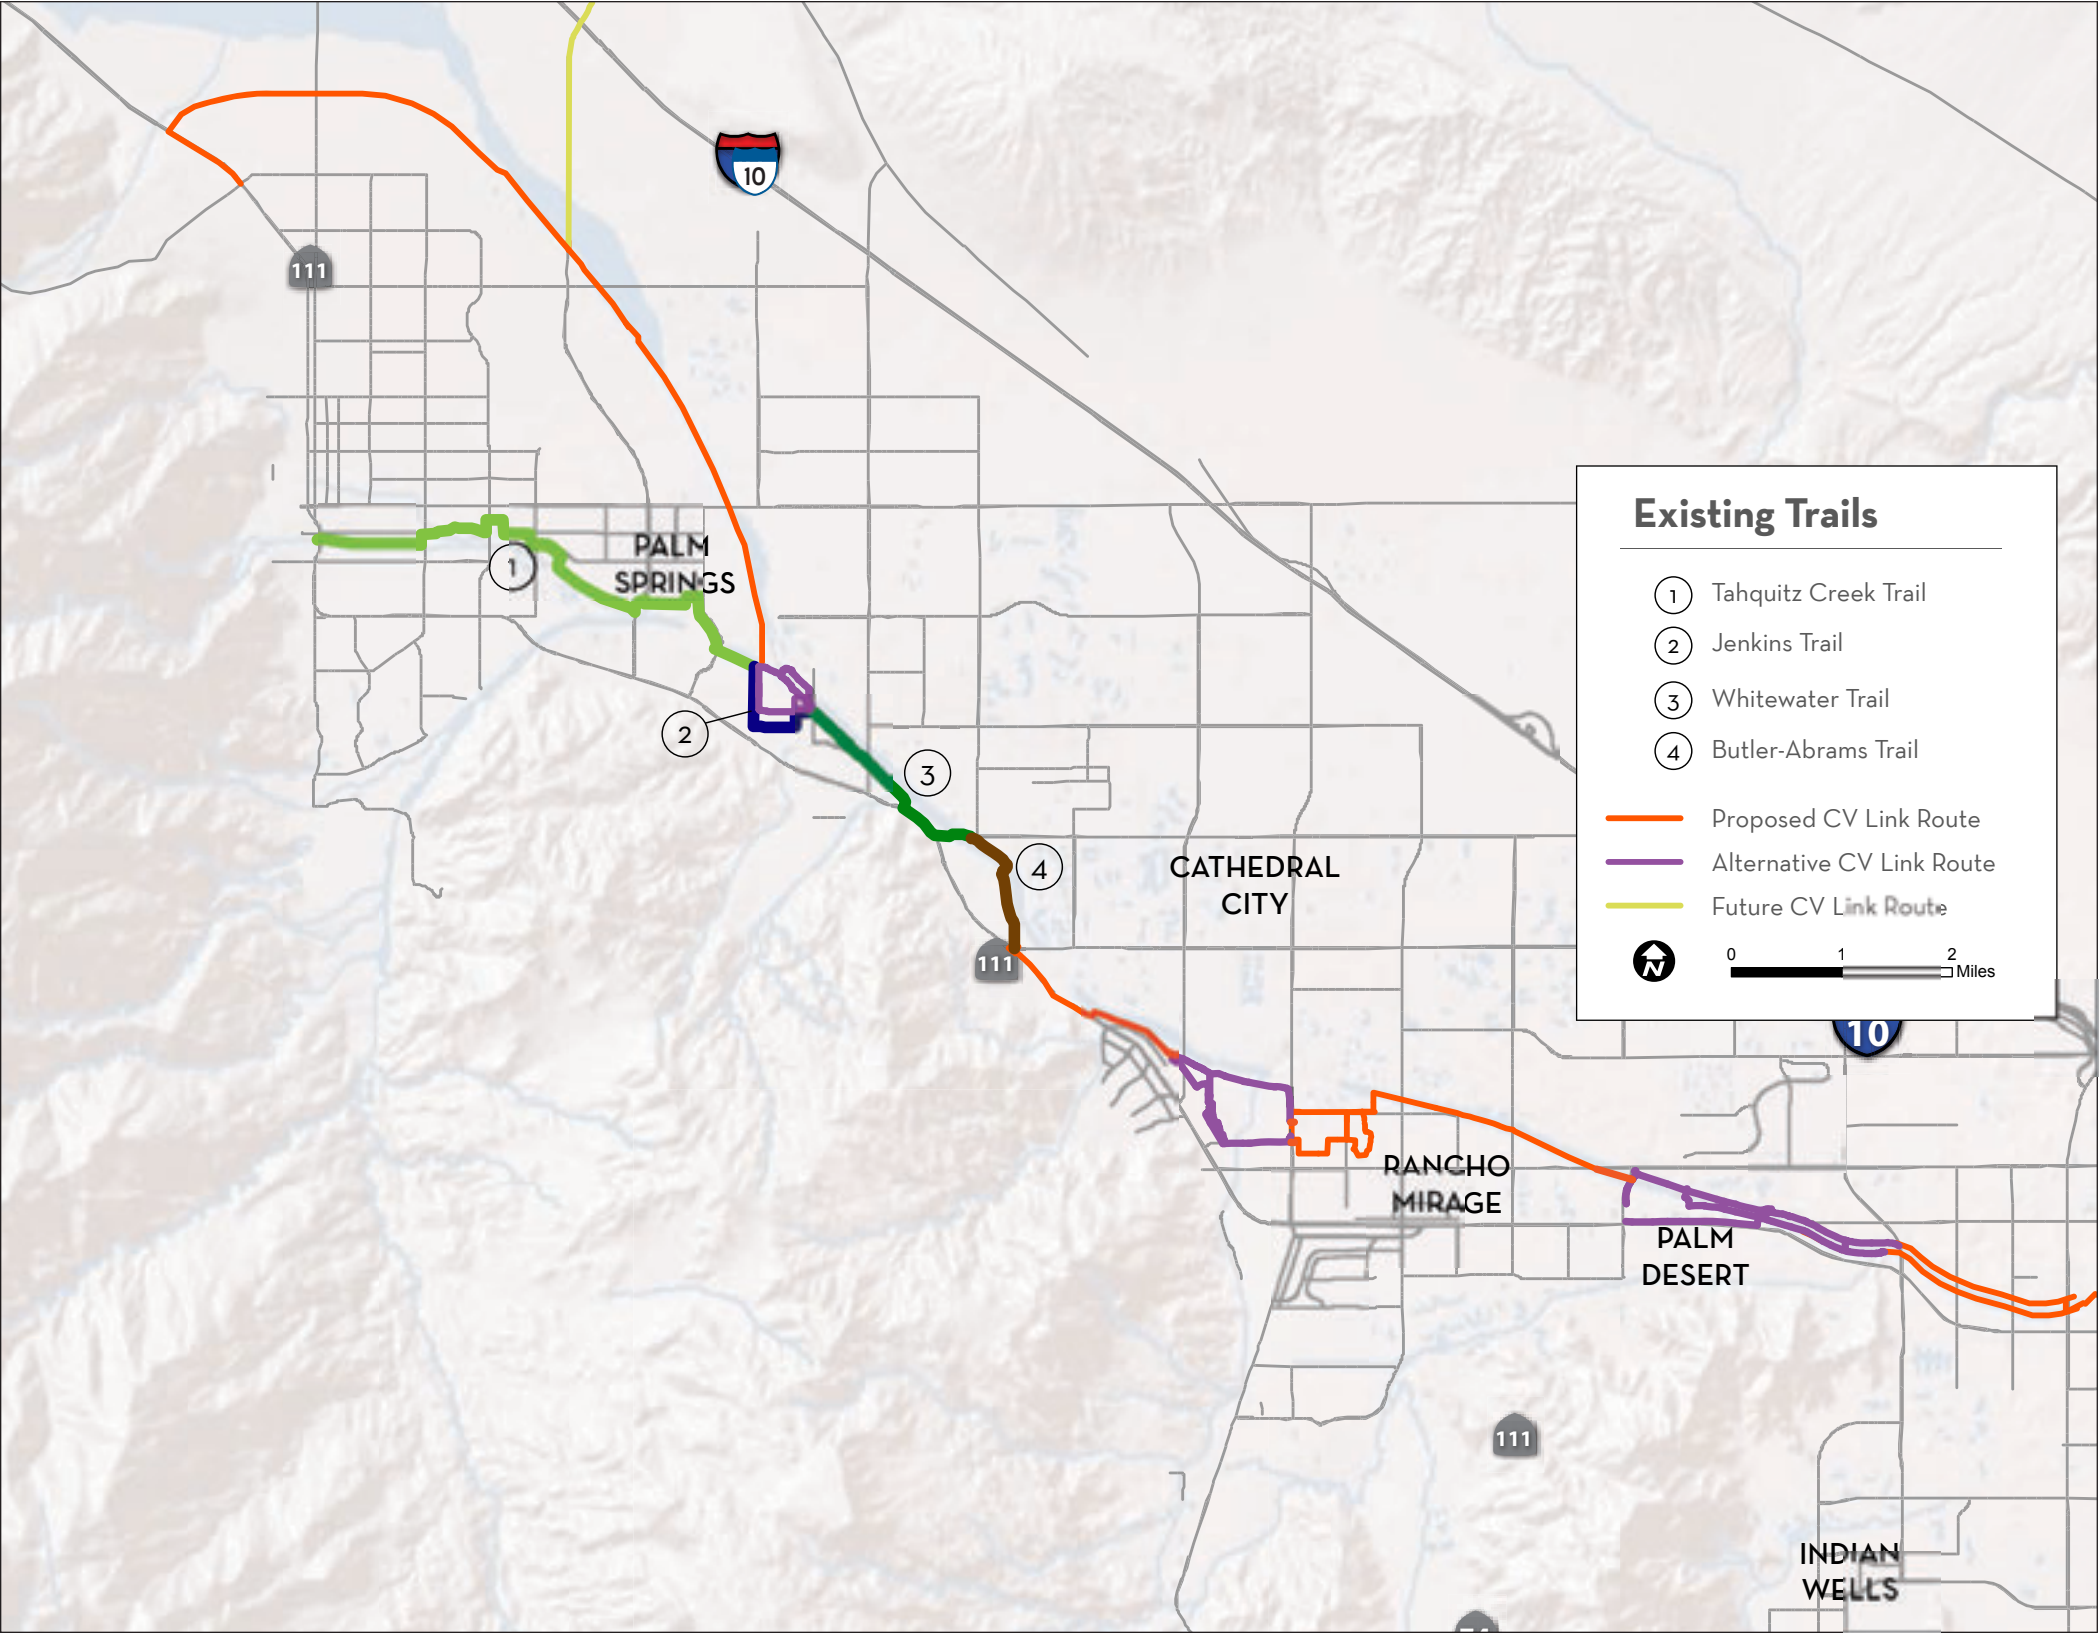 10
111
PALM
SPRINGS
1
2
3
4
CATHEDRAL
CITY
111
RANCHO
MIRAGE
PALM
DESERT
111
INDIAN
WELLS
10
Existing Trails
1 Tahquitz Creek Trail
2 Jenkins Trail
3 Whitewater Trail
4 Butler-Abrams Trail
Proposed CV Link Route
Alternative CV Link Route
Future CV Link Route
N
0 1 2
Miles